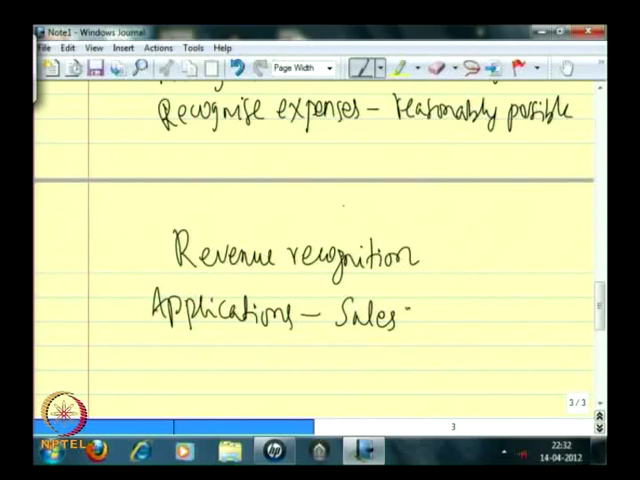 Note1 - Windows Journal
File Edit View Insert Actions Tools Help
Page Width
Recognise expenses – reasonably possible
Revenue recognition
Applications – Sales
3 / 3
3
NPTEL
hp
22:32
14-04-2012